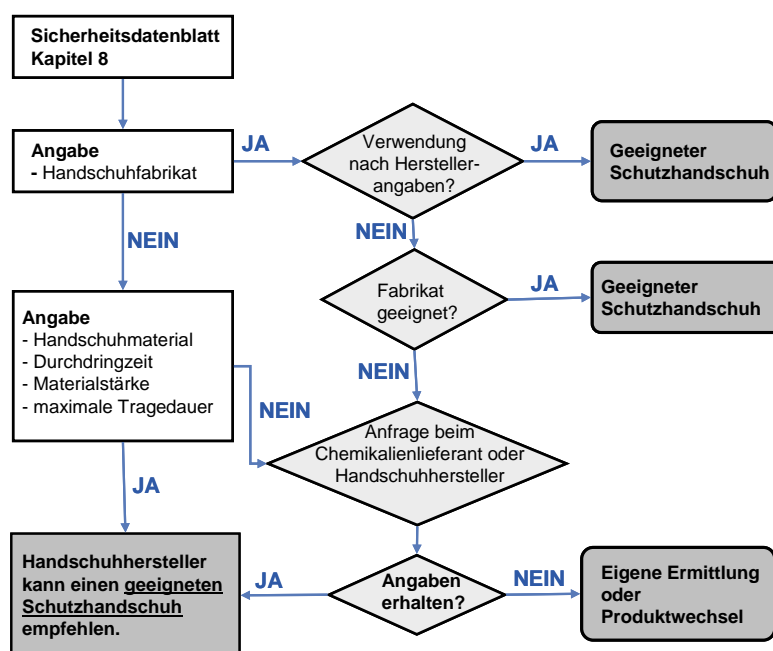 Sicherheitsdatenblatt
Kapitel 8
Angabe
- Handschuhfabrikat
JA
Verwendung
nach Hersteller-
angaben?
JA
Geeigneter
Schutzhandschuh
NEIN
NEIN
Fabrikat
geeignet?
JA
Geeigneter
Schutzhandschuh
Angabe
- Handschuhmaterial
- Durchdringzeit
- Materialstärke
- maximale Tragedauer
NEIN
NEIN
Anfrage beim
Chemikalienlieferant oder
Handschuhhersteller
JA
Handschuhhersteller
kann einen geeigneten
Schutzhandschuh
empfehlen.
JA
Angaben
erhalten?
NEIN
Eigene Ermittlung
oder
Produktwechsel